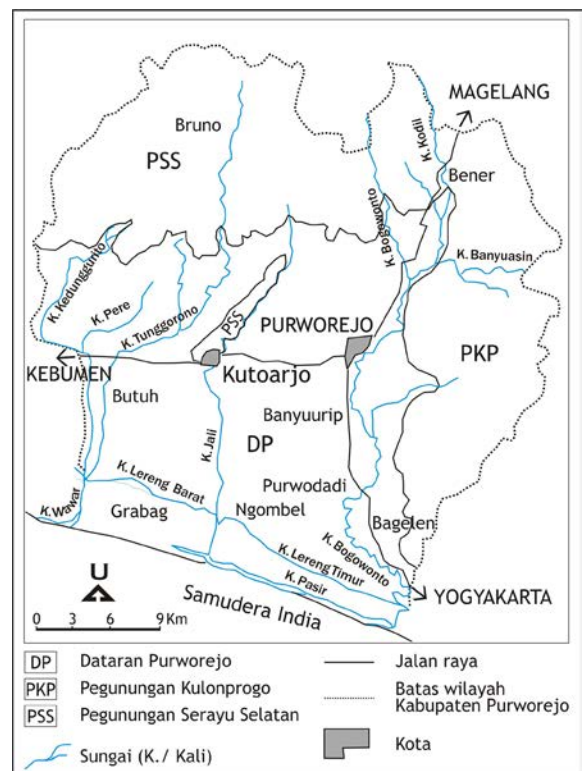 MAGELANG
Bruno
K. Kodil
Bener
PSS
K. Bogowonto
K. Banyuasin
K. Kedunggurito
K. Pere
K. Tunggorono
PSS
PURWOREJO
PKP
KEBUMEN
Kutoarjo
Butuh
Banyuurip
K. Jali
DP
K. Lereng Barat
Purwodadi
K. Wawar
Grabag
Ngombel
Bagelen
K. Bogowonto
K. Lereng Timur
K. Pasir
YOGYAKARTA
Samudera India
U
0 3 6 9 Km
DP Dataran Purworejo
PKP Pegunungan Kulonprogo
PSS Pegunungan Serayu Selatan
Sungai (K./ Kali)
Jalan raya
Batas wilayah
Kabupaten Purworejo
Kota